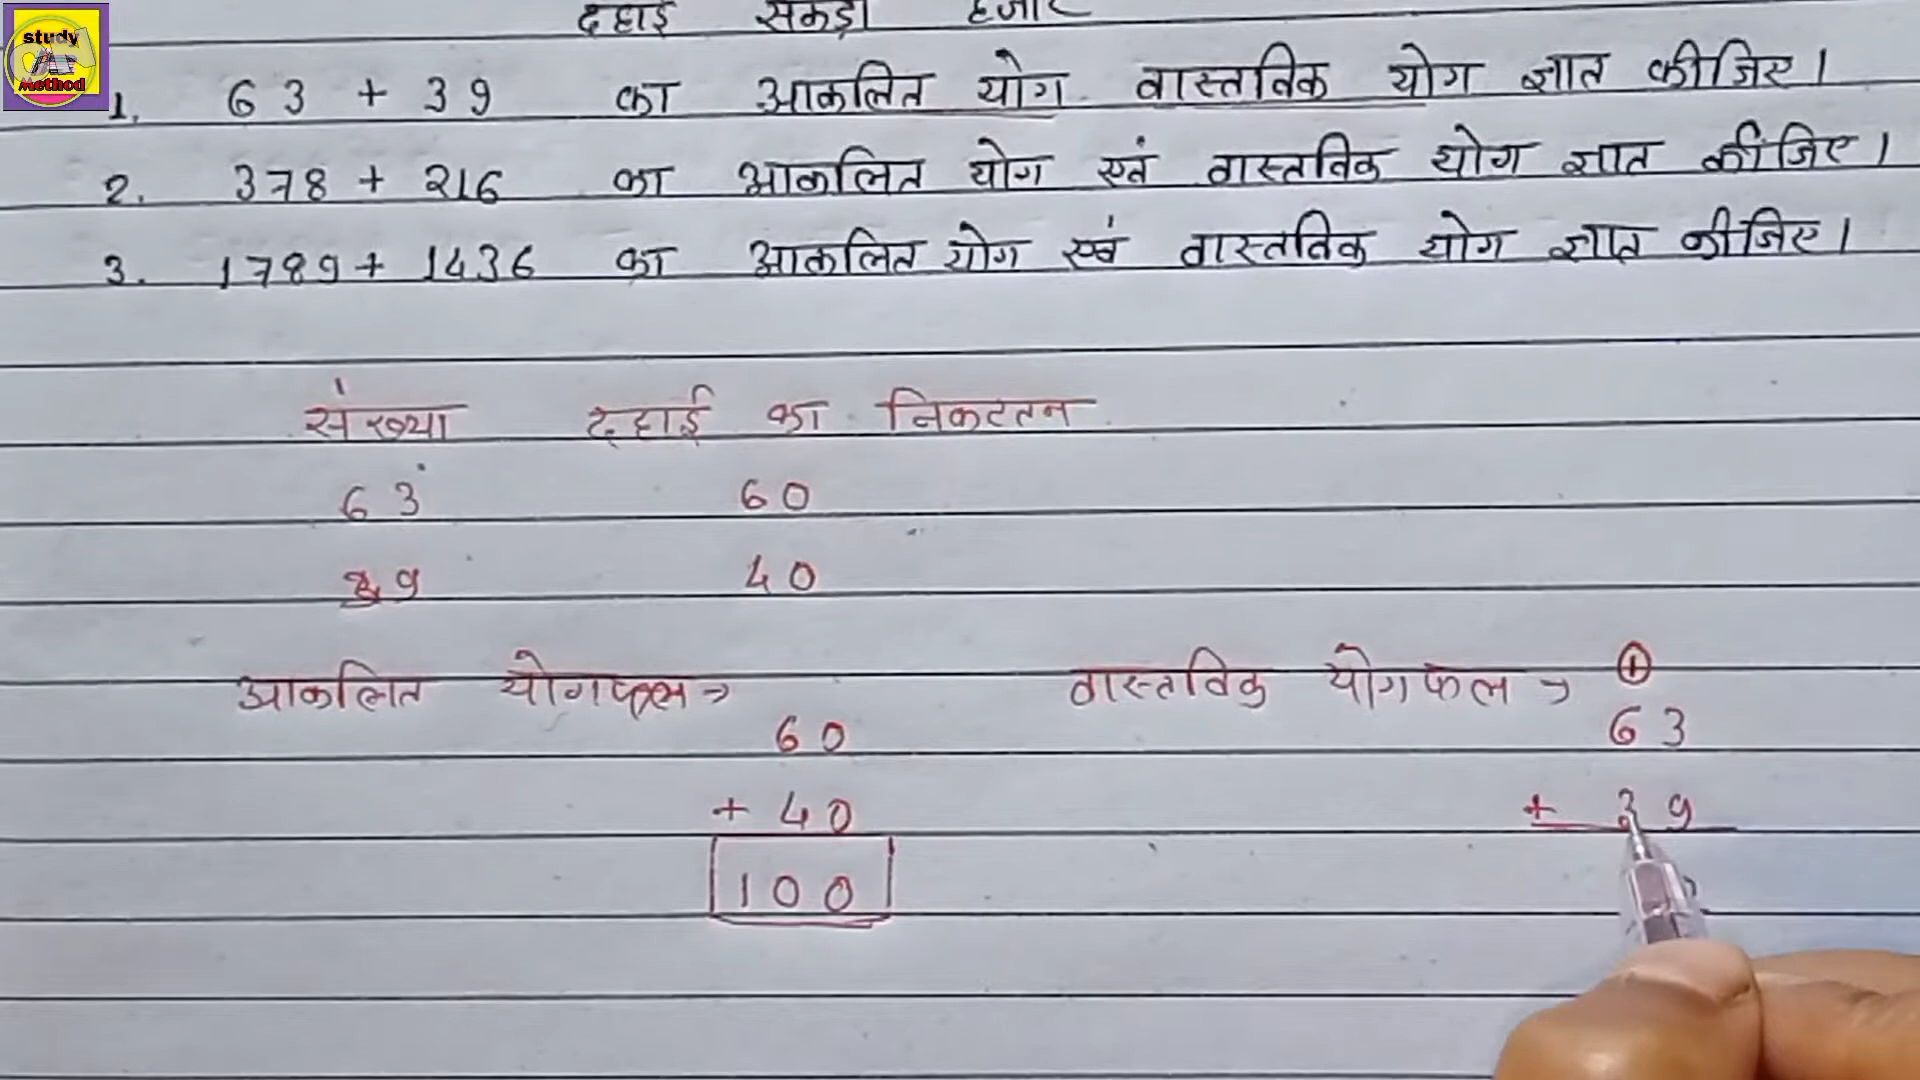 study
Method
दहाई सैकड़ा हजार
1. 63 + 39 का आकलित योग वास्तविक योग ज्ञात कीजिए।
2. 378 + 216 का आकलित योग एवं वास्तविक योग ज्ञात कीजिए।
3. 1789 + 1436 का आकलित योग एवं वास्तविक योग ज्ञात कीजिए।
संख्या दहाई का निकटतन
63 60
39 40
आकलित योगफल → वास्तविक योगफल → +
60 63
+ 40 + 39
100